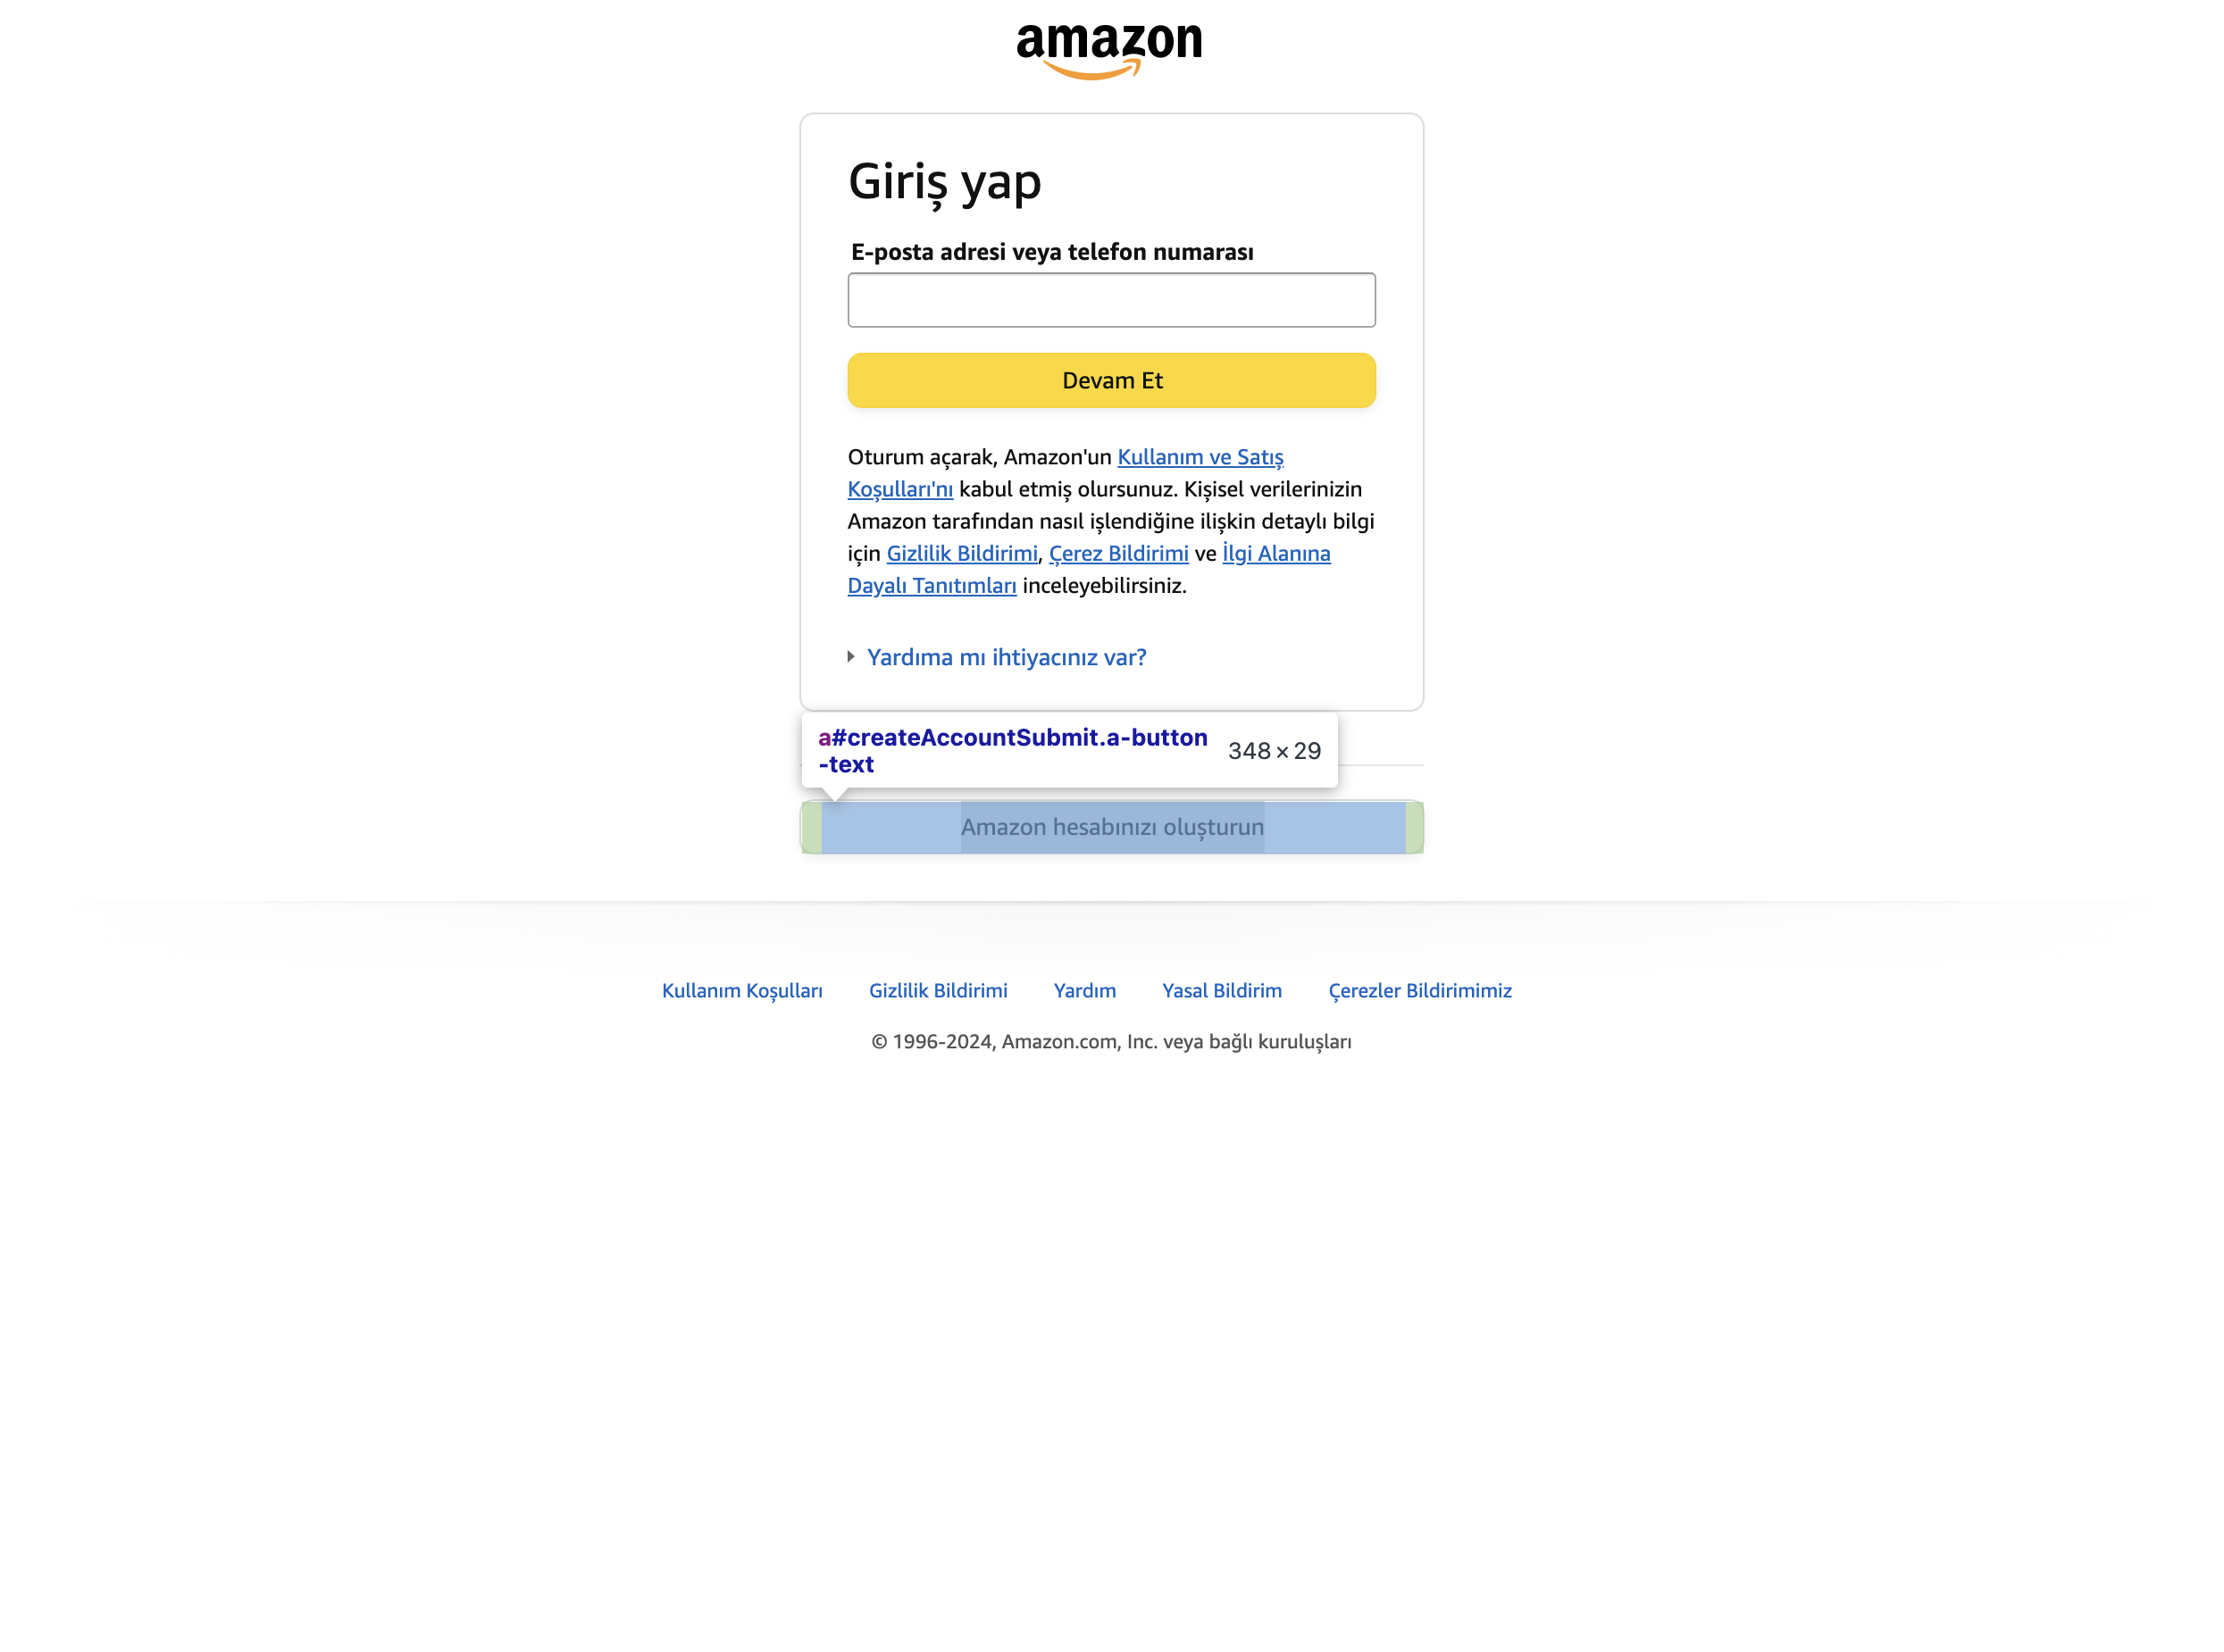 amazon
Giriş yap
E-posta adresi veya telefon numarası
Devam Et
Oturum açarak, Amazon'un Kullanım ve Satış
Koşulları'nı kabul etmiş olursunuz. Kişisel verilerinizin
Amazon tarafından nasıl işlendiğine ilişkin detaylı bilgi
için Gizlilik Bildirimi, Çerez Bildirimi ve İlgi Alanına
Dayalı Tanıtımları inceleyebilirsiniz.
Yardıma mı ihtiyacınız var?
a#createAccountSubmit.a-button
-text
348 × 29
Amazon hesabınızı oluşturun
Kullanım Koşulları Gizlilik Bildirimi Yardım Yasal Bildirim Çerezler Bildirimimiz
© 1996-2024, Amazon.com, Inc. veya bağlı kuruluşları